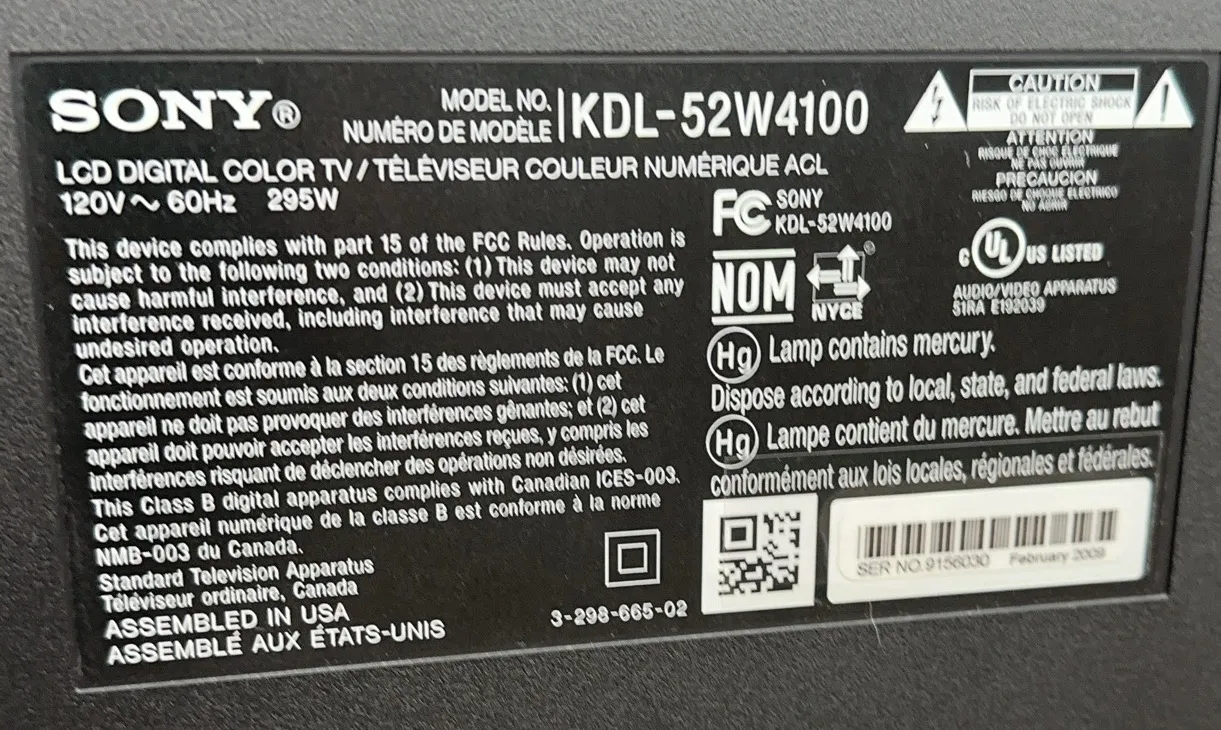 SONY®
MODEL NO.
NUMÉRO DE MODÈLE
KDL-52W4100
LCD DIGITAL COLOR TV / TÉLÉVISEUR COULEUR NUMÉRIQUE ACL
120V ~ 60Hz 295W
This device complies with part 15 of the FCC Rules. Operation is
subject to the following two conditions: (1) This device may not
cause harmful interference, and (2) This device must accept any
interference received, including interference that may cause
undesired operation.
Cet appareil est conforme à la section 15 des règlements de la FCC. Le
fonctionnement est soumis aux deux conditions suivantes: (1) cet
appareil ne doit pas provoquer des interférences gênantes; et (2) cet
appareil doit pouvoir accepter les interférences reçues, y compris les
interférences risquant de déclencher des opérations non désirées.
This Class B digital apparatus complies with Canadian ICES-003.
Cet appareil numérique de la classe B est conforme à la norme
NMB-003 du Canada.
Standard Television Apparatus
Téléviseur ordinaire, Canada
ASSEMBLED IN USA
ASSEMBLÉ AUX ÉTATS-UNIS
3-298-665-02
CAUTION
RISK OF ELECTRIC SHOCK
DO NOT OPEN
ATTENTION
RISQUE DE CHOC ÉLECTRIQUE
NE PAS OUVRIR
PRECAUCION
RIESGO DE CHOQUE ELECTRICO
NO ABRIR
FC SONY
KDL-52W4100
NOM
NYCE
®
C UL US LISTED
AUDIO/VIDEO APPARATUS
51RA E192039
Hg Lamp contains mercury.
Dispose according to local, state, and federal laws.
Hg Lampe contient du mercure. Mettre au rebut
conformément aux lois locales, régionales et fédérales.
SER NO.9156030 February 2009